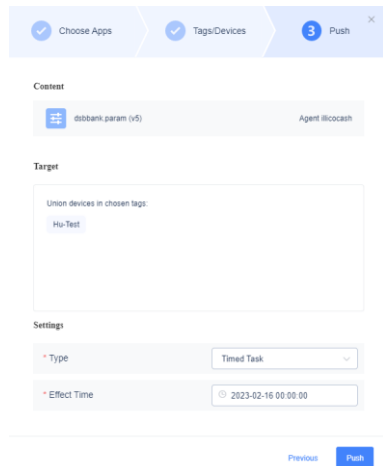 Choose Apps
Tags/Devices
3 Push
Content
dsbbank.param (v5) Agent illicocash
Target
Union devices in chosen tags:
Hu-Test
Settings
* Type Timed Task
* Effect Time 2023-02-16 00:00:00
Previous Push